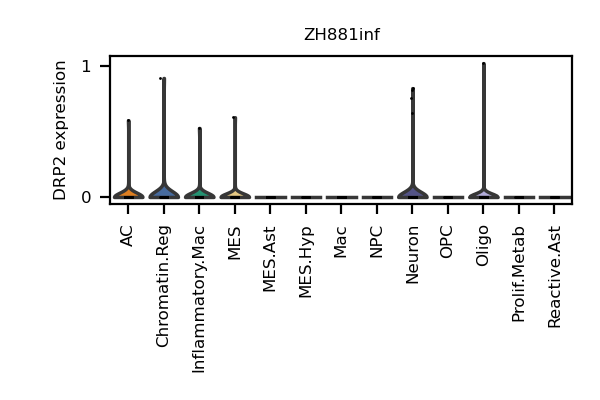 ZH881inf
DRP2 expression
1
0
AC
Chromatin.Reg
Inflammatory.Mac
MES
MES.Ast
MES.Hyp
Mac
NPC
Neuron
OPC
Oligo
Prolif.Metab
Reactive.Ast